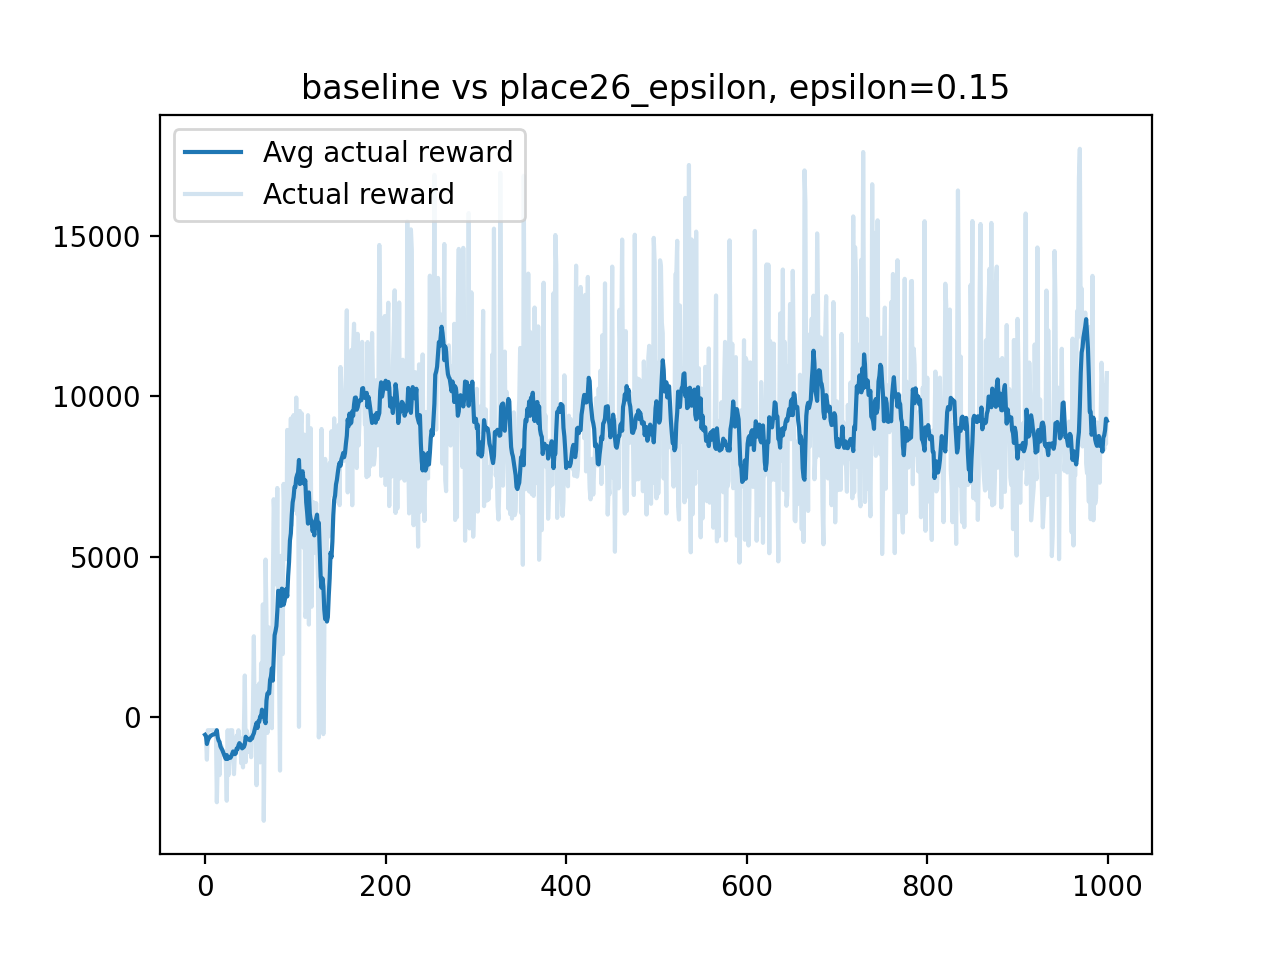 baseline vs place26_epsilon, epsilon=0.15
Avg actual reward
Actual reward
15000
10000
5000
0
0 200 400 600 800 1000